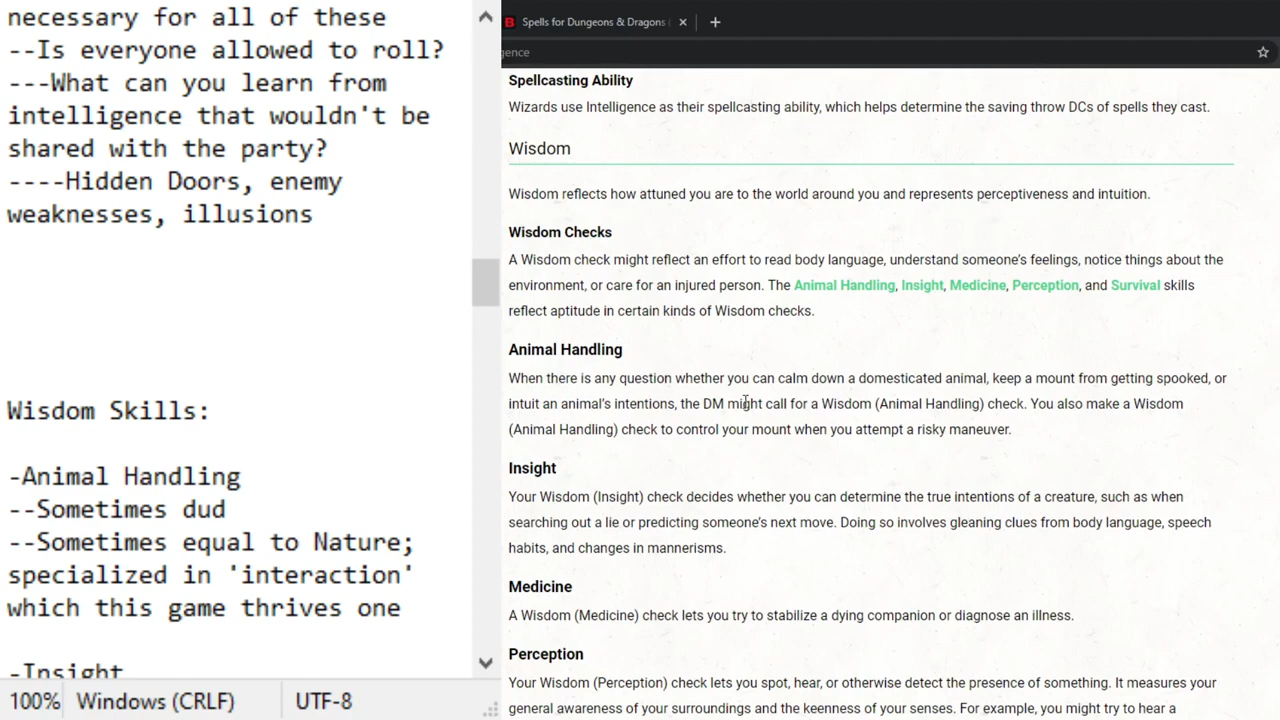 necessary for all of these
--Is everyone allowed to roll?
---What can you learn from
intelligence that wouldn't be
shared with the party?
----Hidden Doors, enemy
weaknesses, illusions
Wisdom Skills:
-Animal Handling
--Sometimes dud
--Sometimes equal to Nature;
specialized in 'interaction'
which this game thrives one
-Insight
100%
Windows (CRLF)
UTF-8
Spells for Dungeons & Dragons
gence
Spellcasting Ability
Wizards use Intelligence as their spellcasting ability, which helps determine the saving throw DCs of spells they cast.
Wisdom
Wisdom reflects how attuned you are to the world around you and represents perceptiveness and intuition.
Wisdom Checks
A Wisdom check might reflect an effort to read body language, understand someone's feelings, notice things about the
environment, or care for an injured person. The Animal Handling, Insight, Medicine, Perception, and Survival skills
reflect aptitude in certain kinds of Wisdom checks.
Animal Handling
When there is any question whether you can calm down a domesticated animal, keep a mount from getting spooked, or
intuit an animal's intentions, the DM might call for a Wisdom (Animal Handling) check. You also make a Wisdom
(Animal Handling) check to control your mount when you attempt a risky maneuver.
Insight
Your Wisdom (Insight) check decides whether you can determine the true intentions of a creature, such as when
searching out a lie or predicting someone's next move. Doing so involves gleaning clues from body language, speech
habits, and changes in mannerisms.
Medicine
A Wisdom (Medicine) check lets you try to stabilize a dying companion or diagnose an illness.
Perception
Your Wisdom (Perception) check lets you spot, hear, or otherwise detect the presence of something. It measures your
general awareness of your surroundings and the keenness of your senses. For example, you might try to hear a